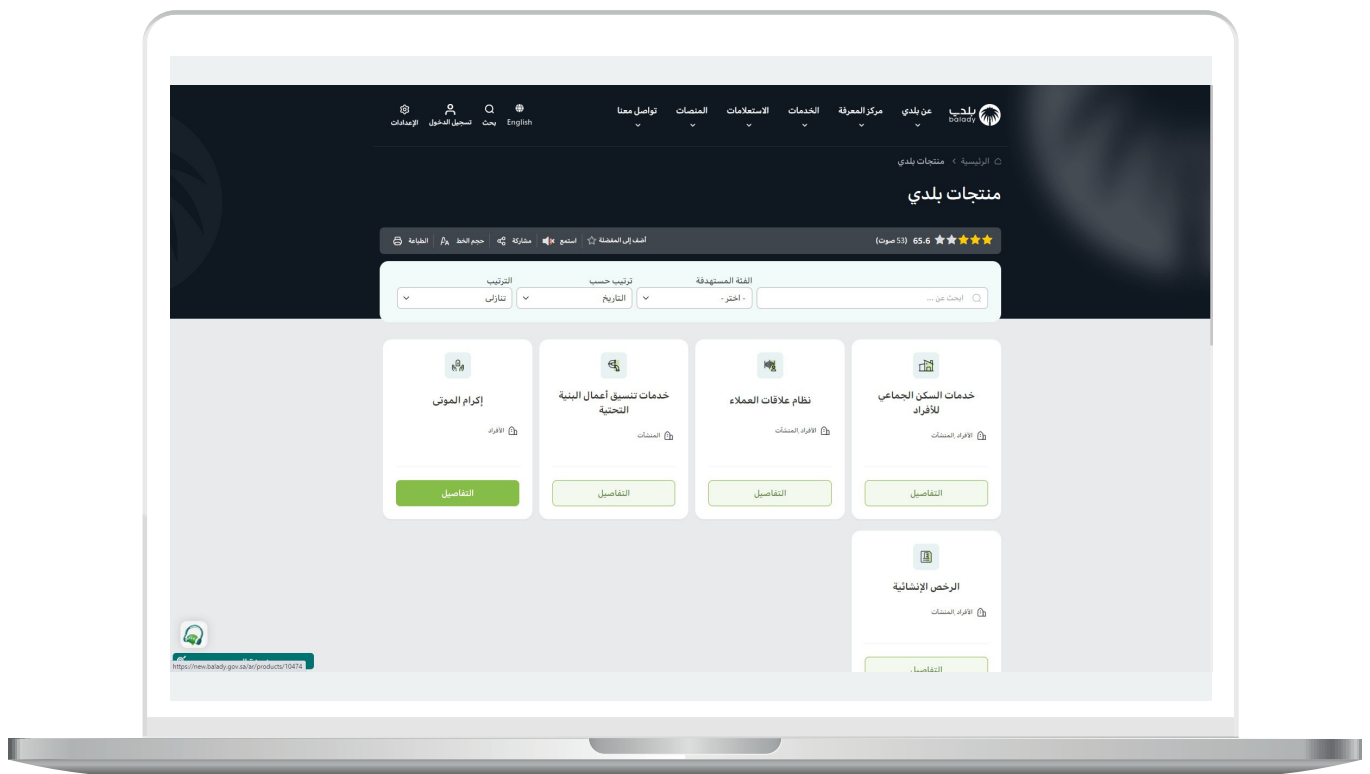 بلدي
balady
عن بلدي
مركز المعرفة
الخدمات
الاستعلامات
المنصات
تواصل معنا
English
بحث
تسجيل الدخول
الإعدادات
الرئيسية
منتجات بلدي
منتجات بلدي
65.6 (53 صوت)
أضف إلى المفضلة
استمع
مشاركة
حجم الخط
الطباعة
الفئة المستهدفة
ترتيب حسب
الترتيب
ابحث عن ...
- اختر -
التاريخ
تنازلي
خدمات السكن الجماعي
للأفراد
الأفراد, المنشآت
التفاصيل
نظام علاقات العملاء
الأفراد, المنشآت
التفاصيل
خدمات تنسيق أعمال البنية
التحتية
المنشآت
التفاصيل
إكرام الموتى
الأفراد
التفاصيل
الرخص الإنشائية
الأفراد, المنشآت
التفاصيل
https://new.balady.gov.sa/ar/products/10474